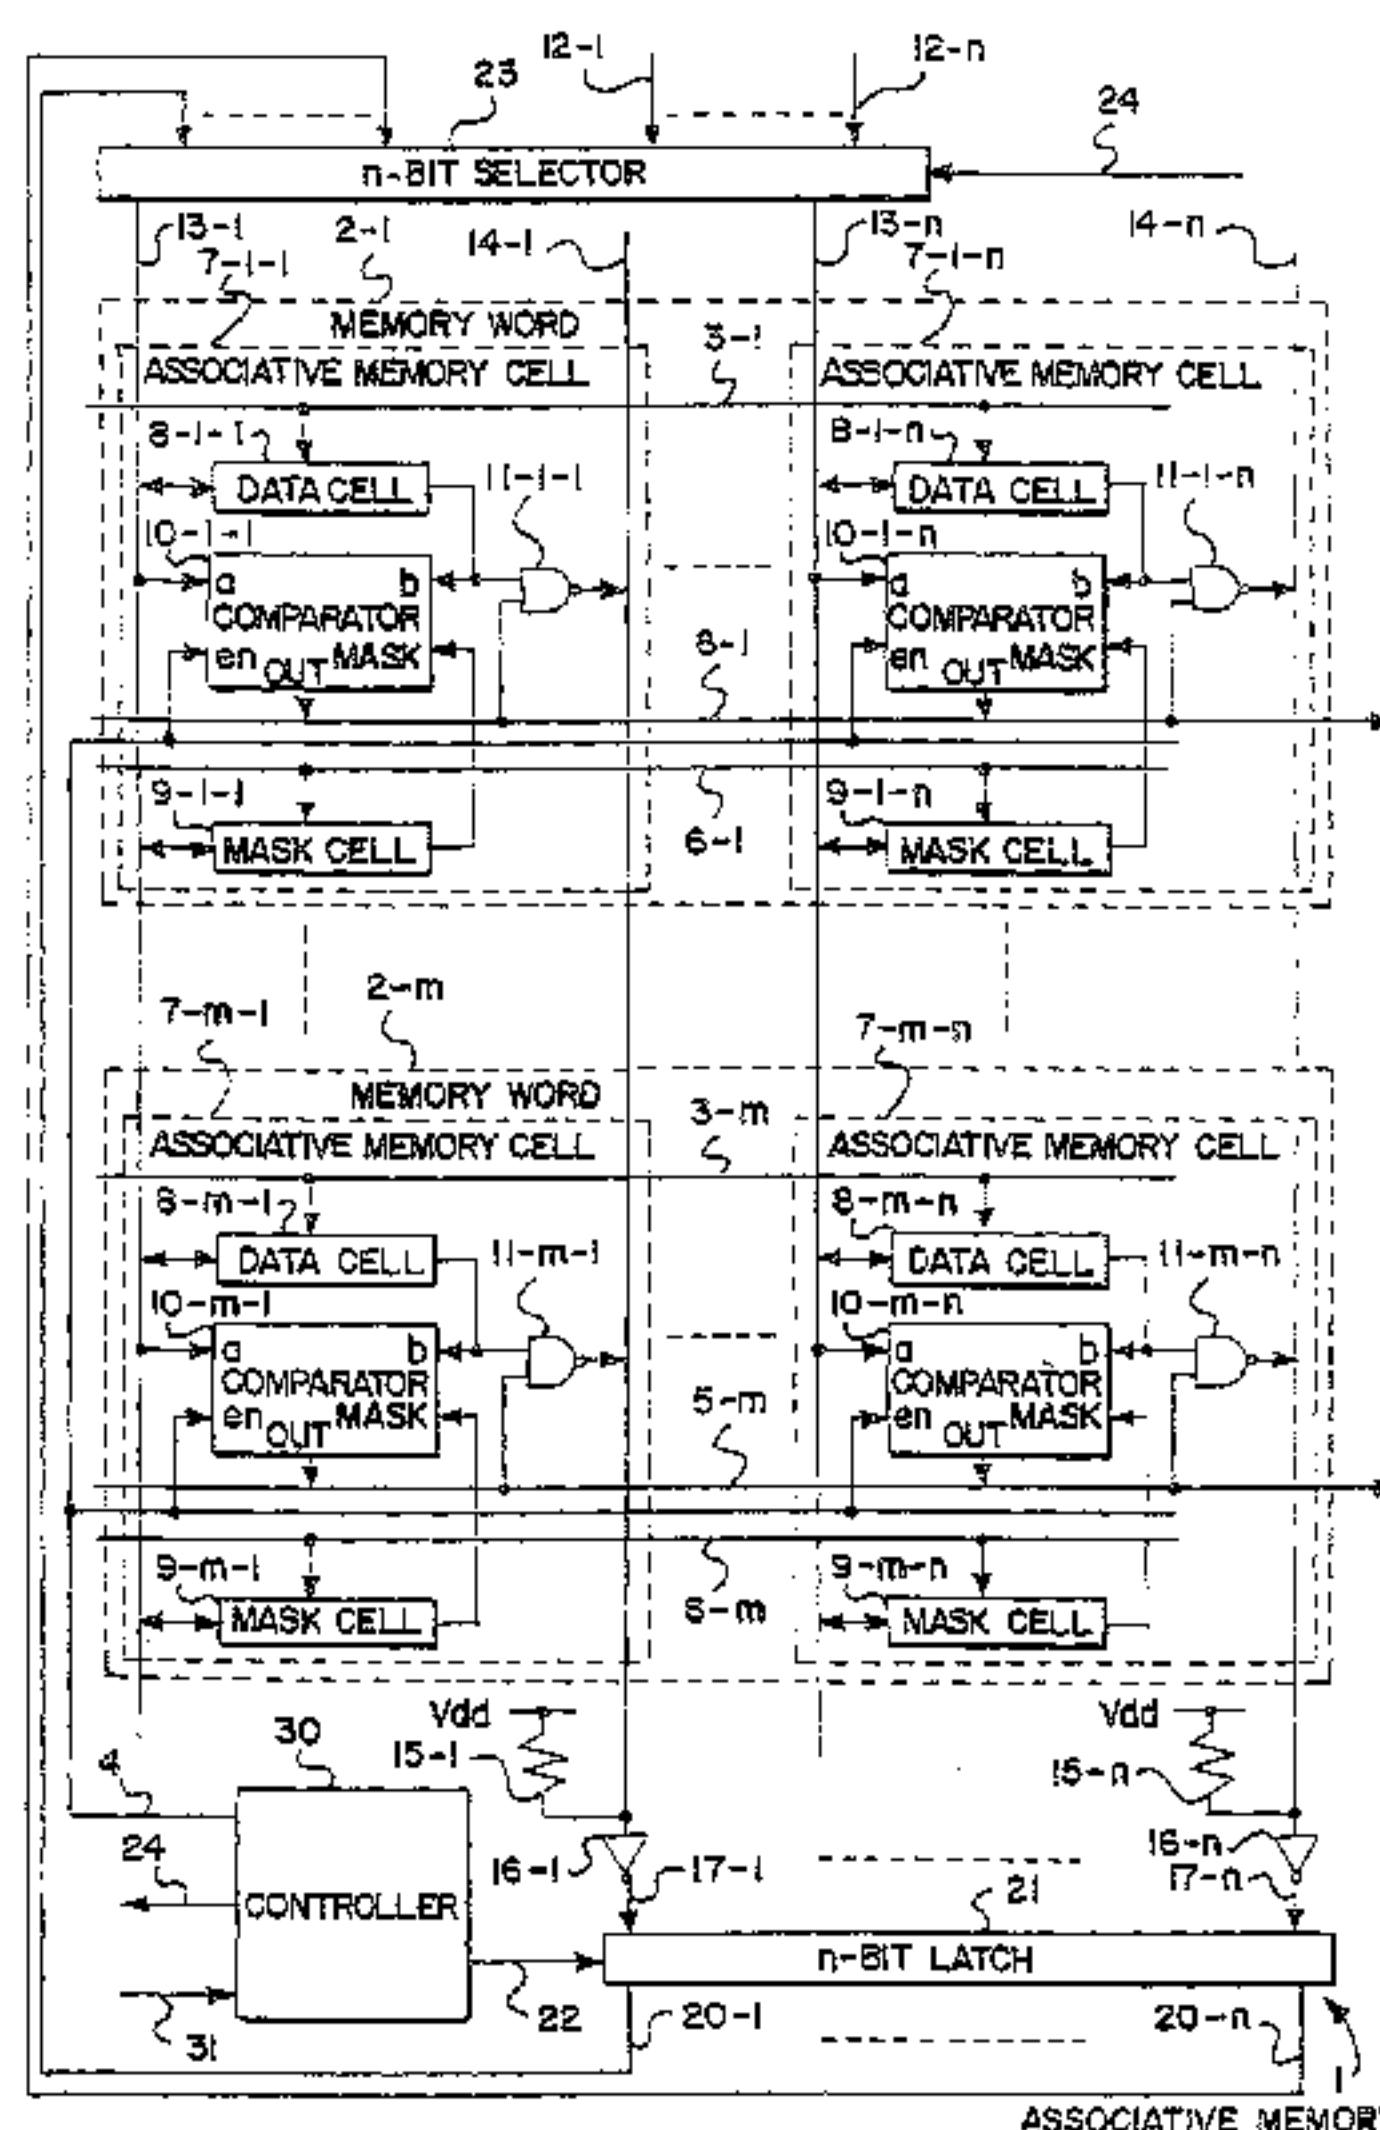 12-1
12-n
23
24
n-BIT SELECTOR
13-1
2-1
14-1
13-n
14-n
7-1-1
7-1-n
MEMORY WORD
3-1
ASSOCIATIVE MEMORY CELL
ASSOCIATIVE MEMORY CELL
8-1-1
8-1-n
DATA CELL
11-1-1
DATA CELL
11-1-n
10-1-1
10-1-n
a b
COMPARATOR
en OUT MASK
a b
COMPARATOR
en OUT MASK
9-1-1
9-1-n
MASK CELL
6-1
MASK CELL
2-m
7-m-1
7-m-n
MEMORY WORD
3-m
ASSOCIATIVE MEMORY CELL
ASSOCIATIVE MEMORY CELL
8-m-1
8-m-n
DATA CELL
11-m-1
DATA CELL
11-m-n
10-m-1
10-m-n
a b
COMPARATOR
en OUT MASK
a b
COMPARATOR
en OUT MASK
5-m
9-m-1
9-m-n
MASK CELL
6-m
MASK CELL
Vdd
Vdd
30
15-1
15-n
4
24
16-1
17-1
16-n
17-n
CONTROLLER
21
n-BIT LATCH
31
22
20-1
20-n
1